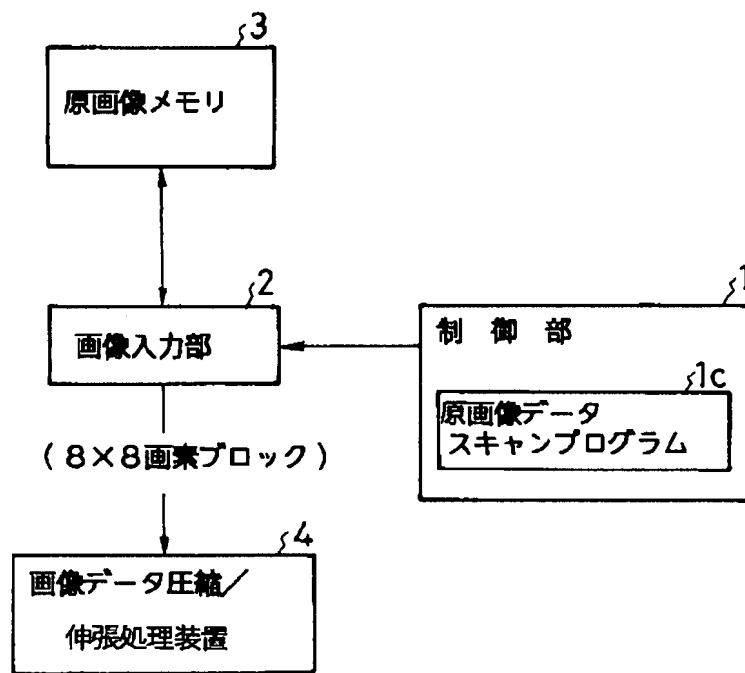 3
原画像メモリ
2
画像入力部
1
制 御 部
1c
原画像データ
スキャンプログラム
(8×8画素ブロック)
4
画像データ圧縮/
伸張処理装置